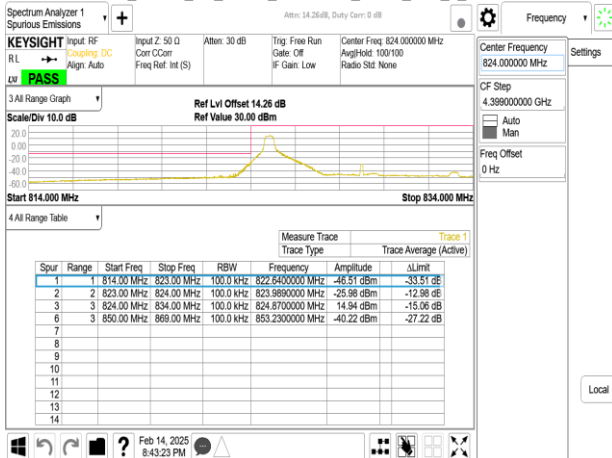 Spectrum Analyzer 1
Spurious Emissions
Attn: 14.26dB, Duty Corr: 0 dB
Frequency
KEYSIGHT
RL
PASS
Input: RF
Coupling: DC
Align: Auto
Input Z: 50 Ω
Corr CCorr
Freq Ref: Int (S)
Atten: 30 dB
Trig: Free Run
Gate: Off
IF Gain: Low
Center Freq: 824.000000 MHz
Avg|Hold: 100/100
Radio Std: None
Center Frequency
824.000000 MHz
Settings
CF Step
4.399000000 GHz
Auto
Man
Freq Offset
0 Hz
Local
3 All Range Graph
Scale/Div 10.0 dB
Ref Lvl Offset 14.26 dB
Ref Value 30.00 dBm
20.0
0.00
-20.0
-40.0
-60.0
Start 814.000 MHz
Stop 834.000 MHz
4 All Range Table
Measure Trace Trace 1
Trace Type Trace Average (Active)
Spur Range Start Freq Stop Freq RBW Frequency Amplitude ΔLimit
1 1 814.00 MHz 823.00 MHz 100.0 kHz 822.6400000 MHz -46.51 dBm -33.51 dB
2 2 823.00 MHz 824.00 MHz 100.0 kHz 823.9890000 MHz -25.98 dBm -12.98 dB
3 3 824.00 MHz 834.00 MHz 100.0 kHz 824.8700000 MHz 14.94 dBm -15.06 dB
6 3 850.00 MHz 869.00 MHz 100.0 kHz 853.2300000 MHz -40.22 dBm -27.22 dB
7
8
9
10
11
12
13
14
Feb 14, 2025
8:43:23 PM